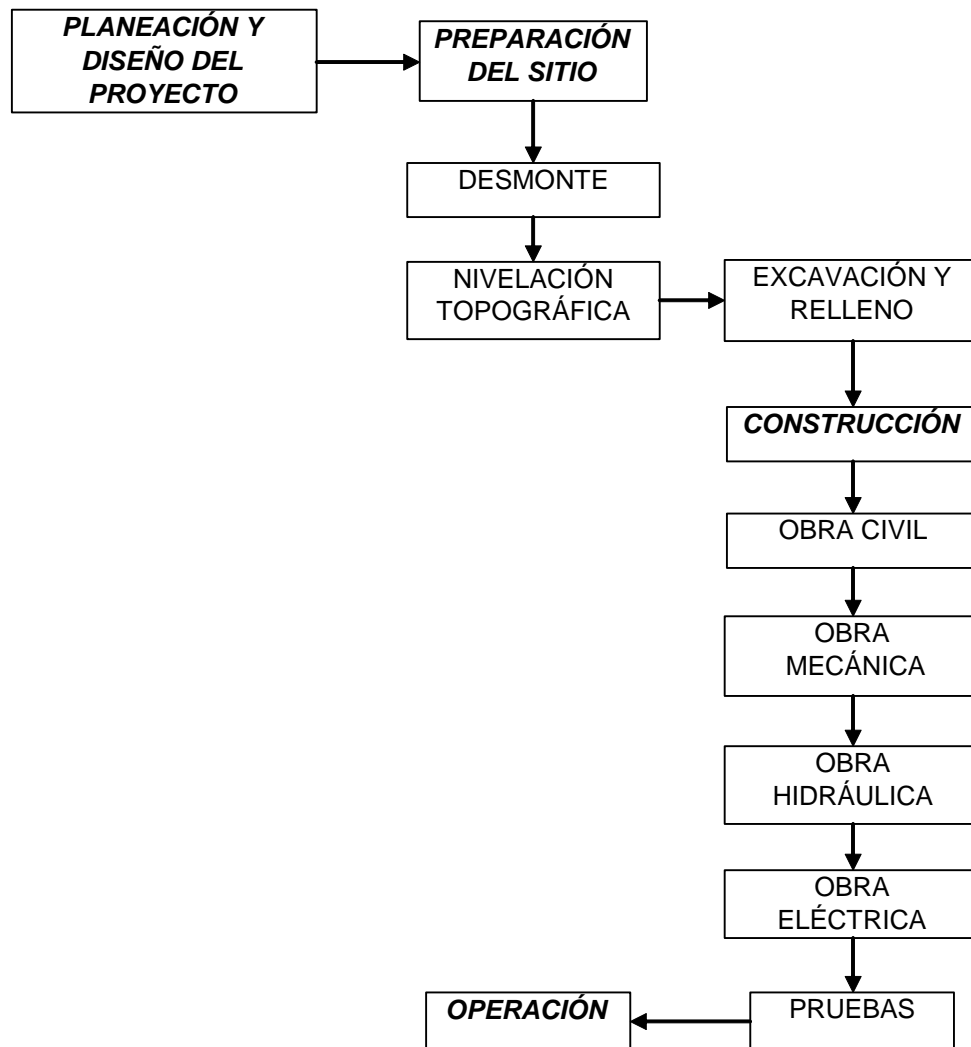 PLANEACIÓN Y
DISEÑO DEL
PROYECTO
PREPARACIÓN
DEL SITIO
DESMONTE
NIVELACIÓN
TOPOGRÁFICA
EXCAVACIÓN Y
RELLENO
CONSTRUCCIÓN
OBRA CIVIL
OBRA
MECÁNICA
OBRA
HIDRÁULICA
OBRA
ELÉCTRICA
PRUEBAS
OPERACIÓN